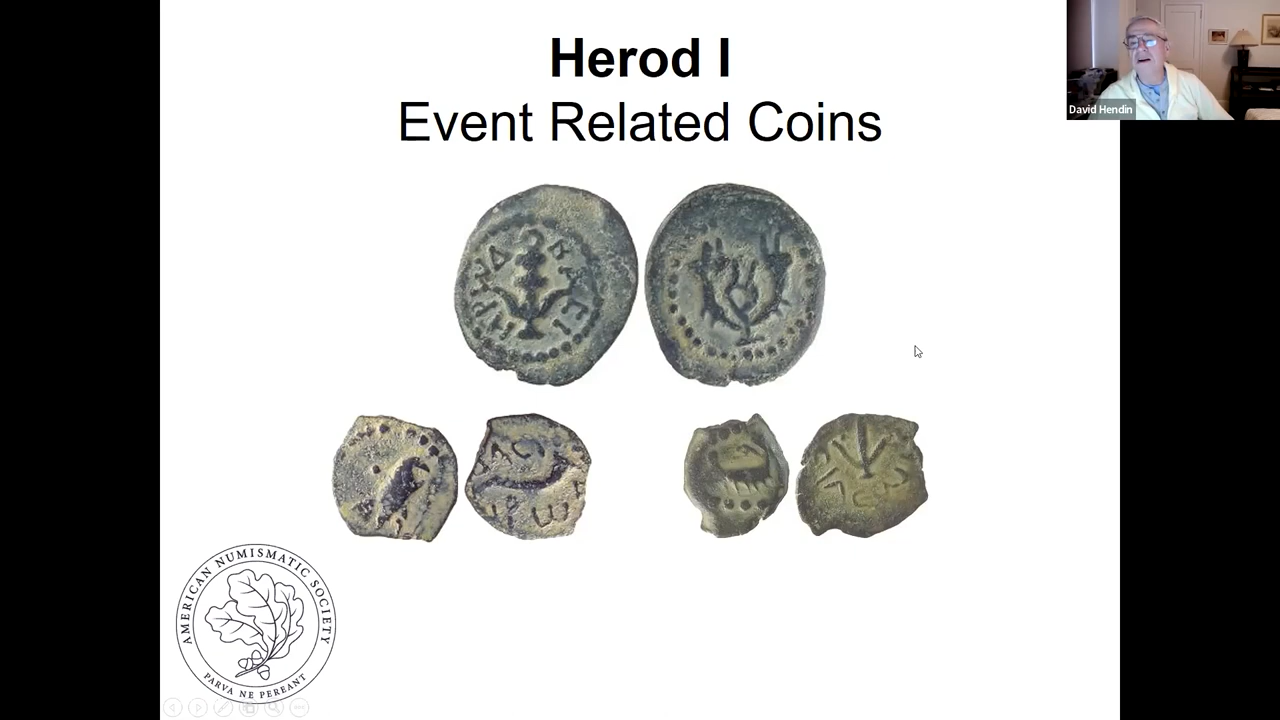 Herod I
Event Related Coins
David Hendin
AMERICAN NUMISMATIC SOCIETY
PARVA NE PEREANT